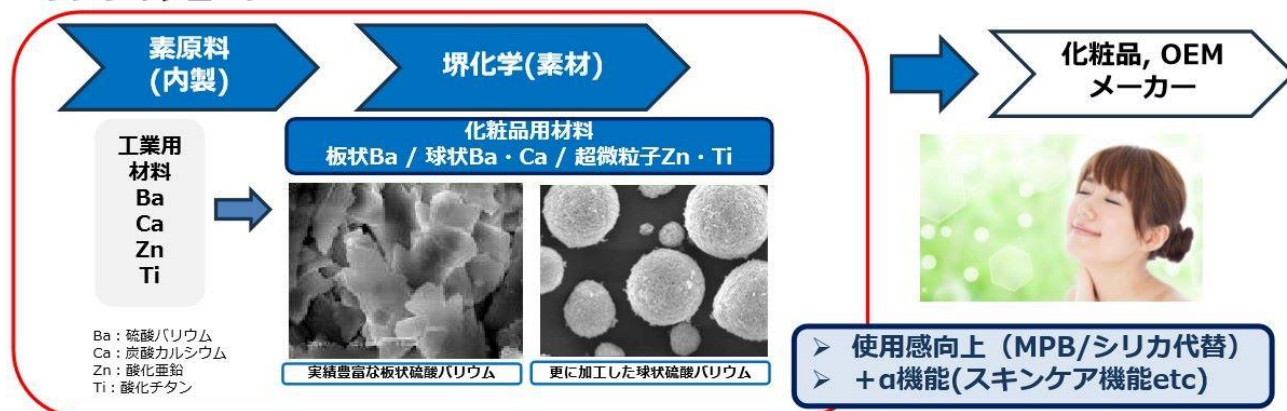 素原料
(内製)
堺化学(素材)
化粧品, OEM
メーカー
工業用
材料
Ba
Ca
Zn
Ti
化粧品用材料
板状Ba / 球状Ba・Ca / 超微粒子Zn・Ti
Ba：硫酸バリウム
Ca：炭酸カルシウム
Zn：酸化亜鉛
Ti：酸化チタン
実績豊富な板状硫酸バリウム
更に加工した球状硫酸バリウム
➢ 使用感向上（MPB/シリカ代替）
➢ +α機能(スキンケア機能etc)